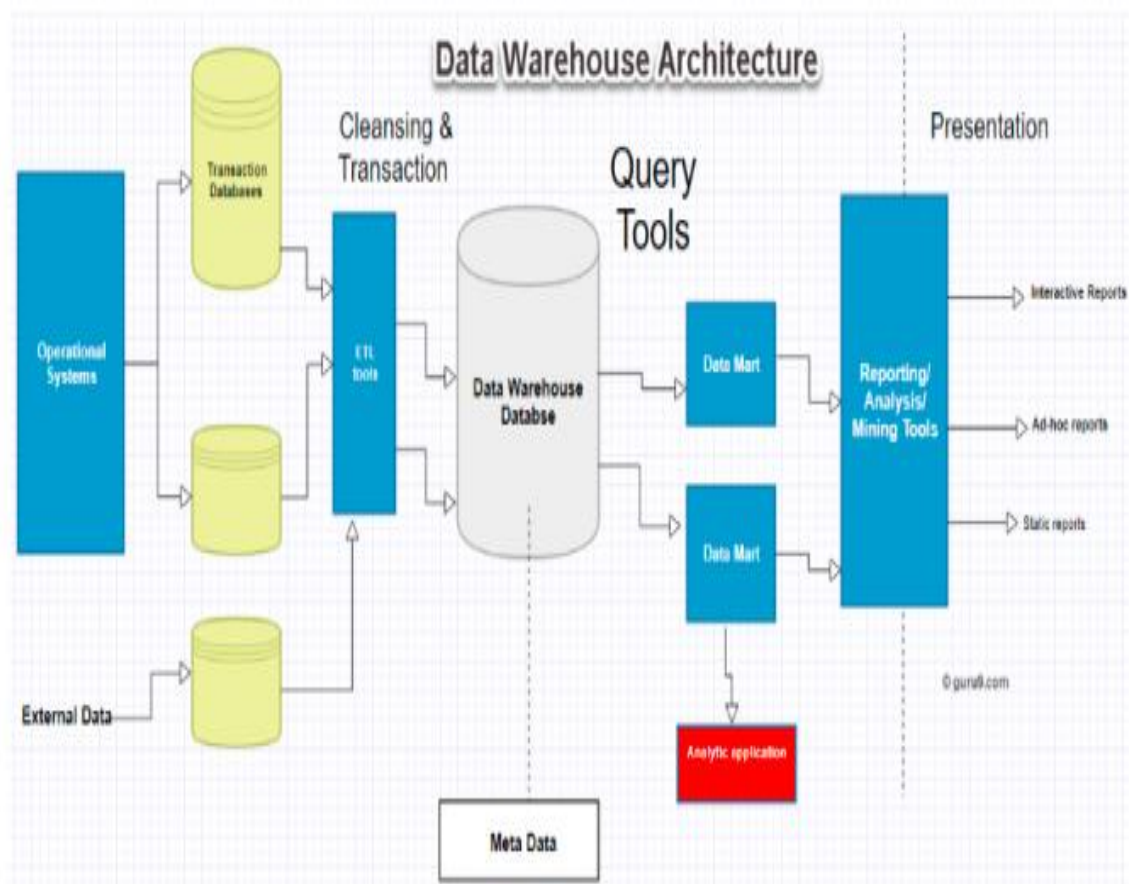 Data Warehouse Architecture
Cleansing &
Transaction
Query
Tools
Presentation
Transaction
Databases
Operational
Systems
ETL
tools
Data Warehouse
Databse
Data Mart
Data Mart
Reporting/
Analysis/
Mining Tools
Interactive Reports
Ad-hoc reports
Static reports
External Data
Analytic application
Meta Data
© guru9.com